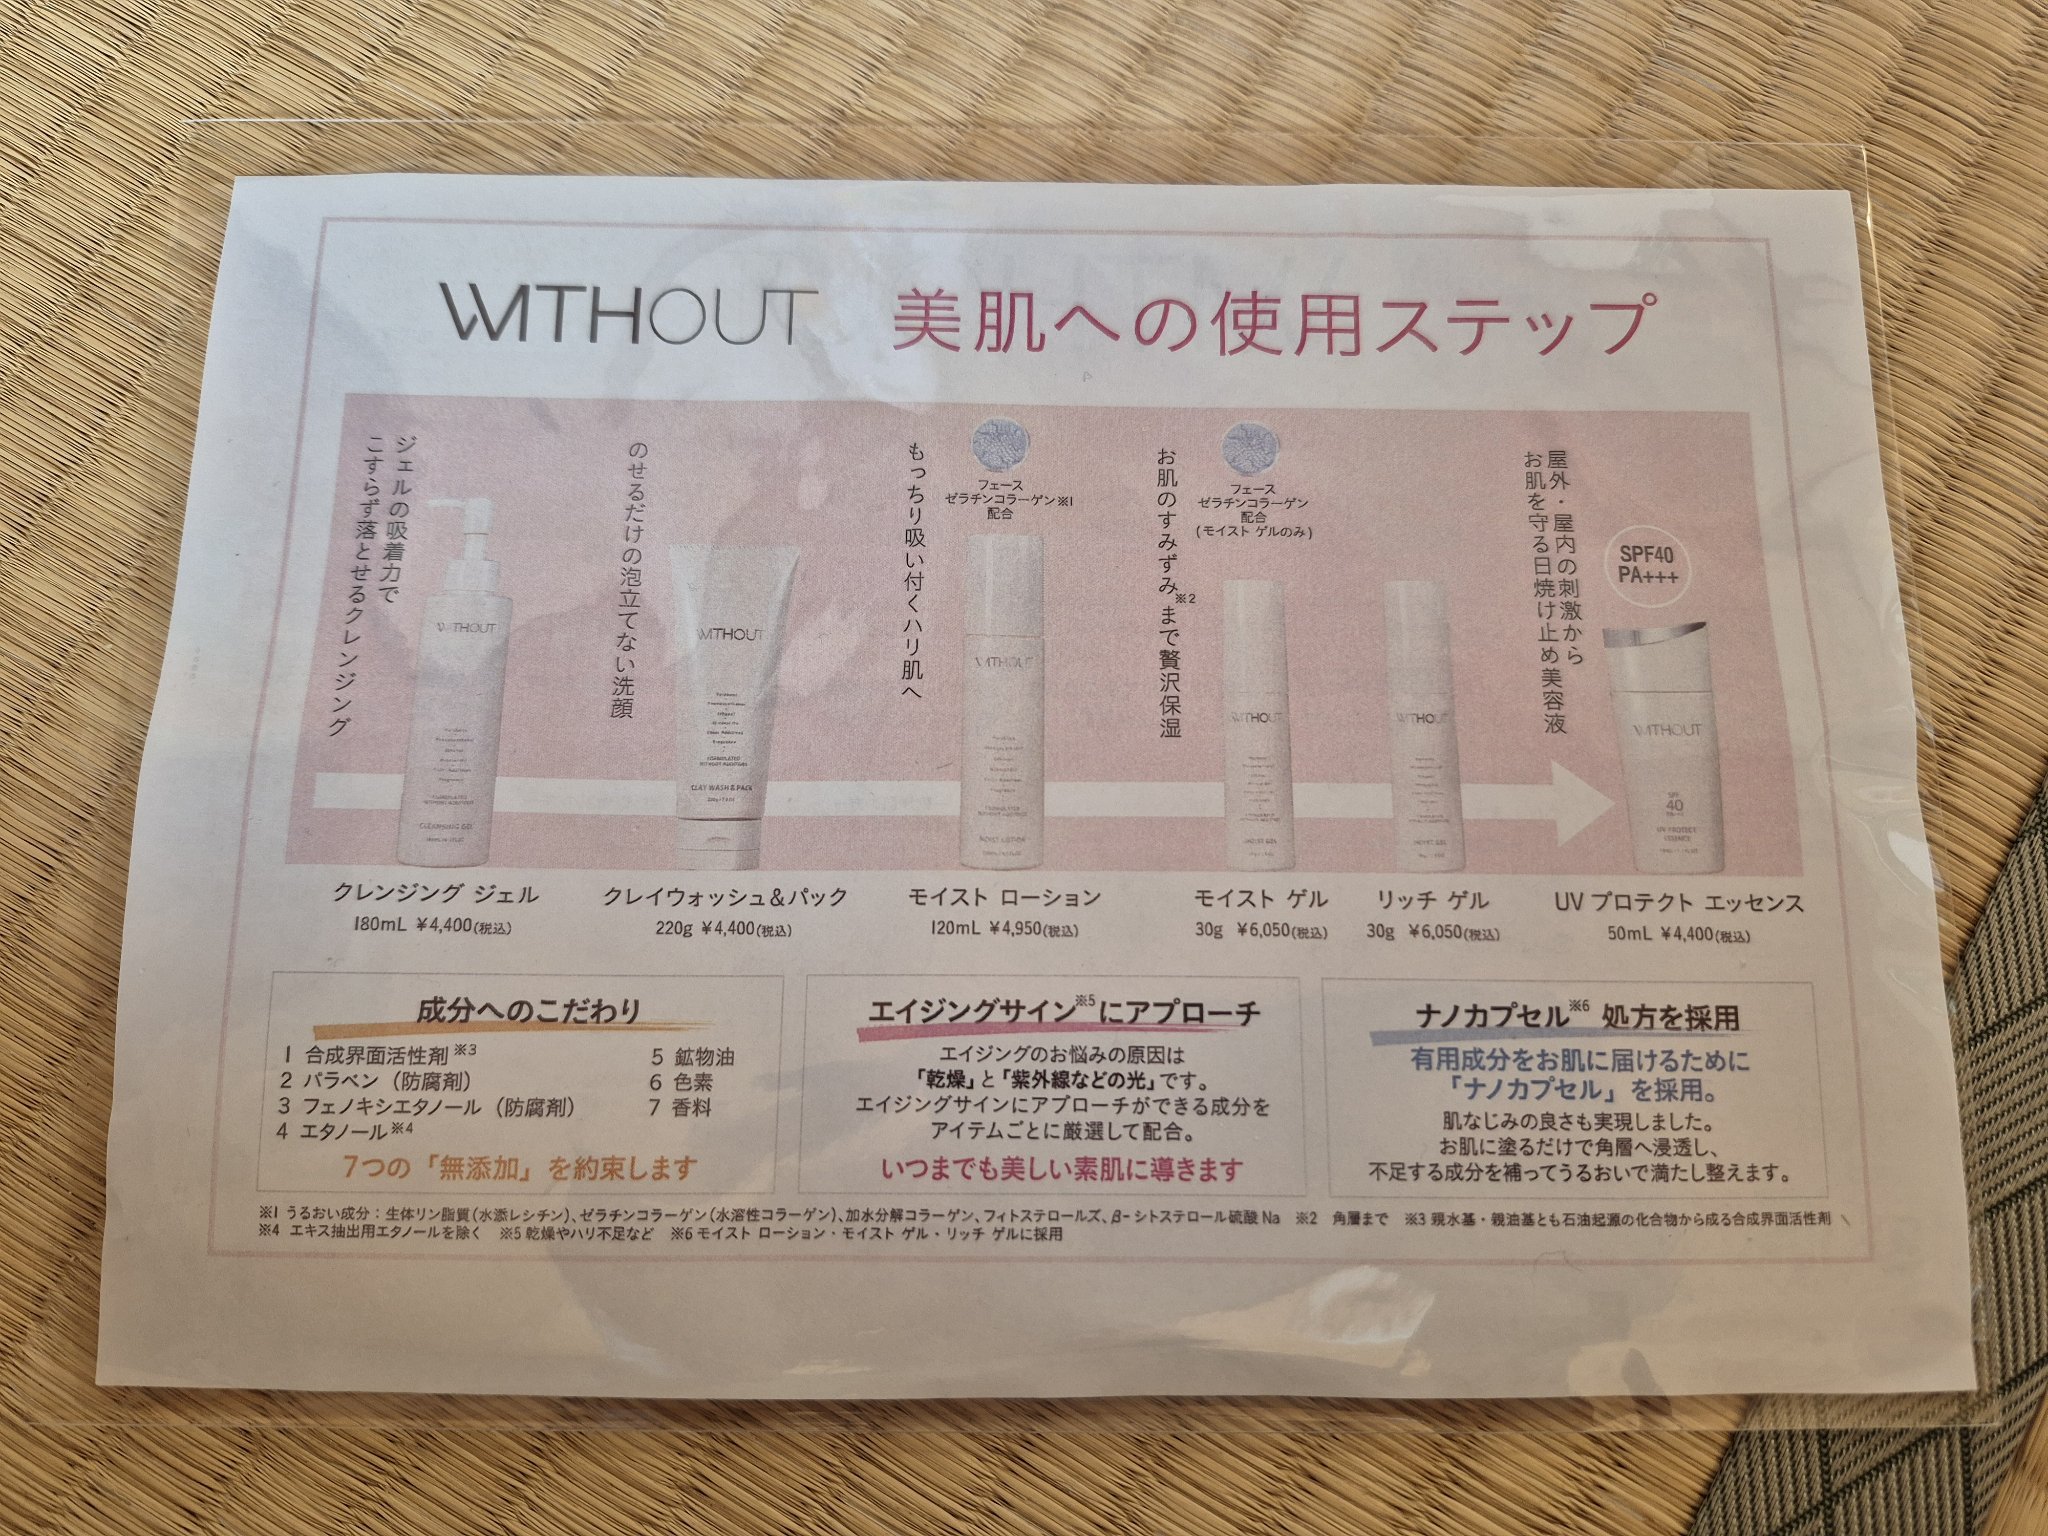 WITHOUT 美肌への使用ステップ
ジェルの吸着力で
こすらず落とせるクレンジング
のせるだけの泡立てない洗顔
もっちり吸い付くハリ肌へ
フェース
ゼラチンコラーゲン※1
配合
お肌のすみずみ※2まで贅沢保湿
フェース
ゼラチンコラーゲン
配合
(モイスト ゲルのみ)
屋外・屋内の刺激から
お肌を守る日焼け止め美容液
SPF40
PA+++
WITHOUT
CLEANSING GEL
WITHOUT
CLAY WASH & PACK
WITHOUT
MOIST LOTION
WITHOUT
MOIST GEL
WITHOUT
WITHOUT
SPF
40
UV PROTECT
ESSENCE
クレンジング ジェル
180mL ¥4,400(税込)
クレイウォッシュ&パック
220g ¥4,400(税込)
モイスト ローション
120mL ¥4,950(税込)
モイスト ゲル
30g ¥6,050(税込)
リッチ ゲル
30g ¥6,050(税込)
UV プロテクト エッセンス
50mL ¥4,400(税込)
成分へのこだわり
1 合成界面活性剤※3
2 パラベン（防腐剤）
3 フェノキシエタノール（防腐剤）
4 エタノール※4
5 鉱物油
6 色素
7 香料
7つの「無添加」を約束します
エイジングサイン※5にアプローチ
エイジングのお悩みの原因は
「乾燥」と「紫外線などの光」です。
エイジングサインにアプローチができる成分を
アイテムごとに厳選して配合。
いつまでも美しい素肌に導きます
ナノカプセル※6 処方を採用
有用成分をお肌に届けるために
「ナノカプセル」を採用。
肌なじみの良さも実現しました。
お肌に塗るだけで角層へ浸透し、
不足する成分を補ってうるおいで満たし整えます。
※1 うるおい成分：生体リン脂質(水添レシチン)、ゼラチンコラーゲン(水溶性コラーゲン)、加水分解コラーゲン、フィトステロールズ、β-シトステロール硫酸Na ※2 角層まで ※3 親水基・親油基とも石油起源の化合物から成る合成界面活性剤
※4 エキス抽出用エタノールを除く ※5 乾燥やハリ不足など ※6 モイスト ローション・モイスト ゲル・リッチ ゲルに採用